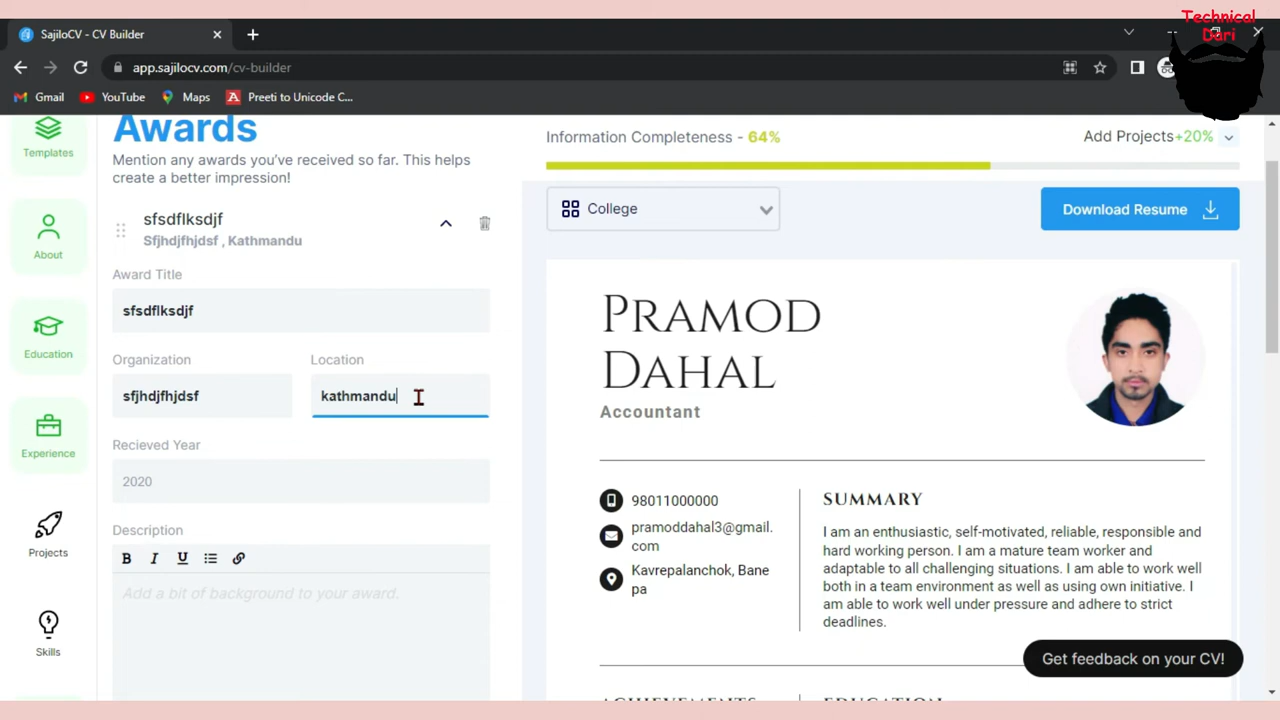 Technical
Dari
SajiloCV - CV Builder
app.sajilocv.com/cv-builder
Gmail
YouTube
Maps
Preeti to Unicode C...
Templates
About
Education
Experience
Projects
Skills
Awards
Mention any awards you've received so far. This helps
create a better impression!
sfsdflksdjf
Sfjhdjfhjdsf , Kathmandu
Award Title
sfsdflksdjf
Organization
Location
sfjhdjfhjdsf
kathmandu
Recieved Year
2020
Description
B I U
Add a bit of background to your award.
Information Completeness - 64%
Add Projects+20%
College
Download Resume
PRAMOD
DAHAL
Accountant
98011000000
pramoddahal3@gmail.
com
Kavrepalanchok, Bane
pa
SUMMARY
I am an enthusiastic, self-motivated, reliable, responsible and
hard working person. I am a mature team worker and
adaptable to all challenging situations. I am able to work well
both in a team environment as well as using own initiative. I
am able to work well under pressure and adhere to strict
deadlines.
Get feedback on your CV!
ACHIEVEMENTS
EDUCATION